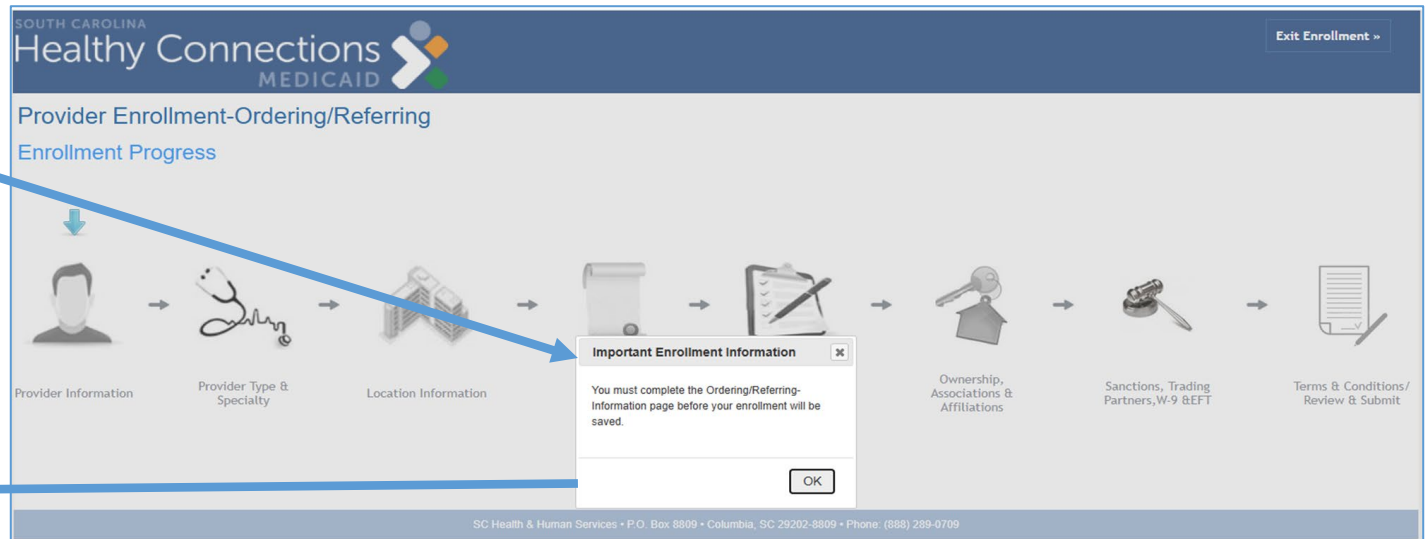 SOUTH CAROLINA
Healthy Connections
MEDICAID
Exit Enrollment »
Provider Enrollment-Ordering/Referring
Enrollment Progress
Provider Information
Provider Type &
Specialty
Location Information
Important Enrollment Information
You must complete the Ordering/Referring-
Information page before your enrollment will be
saved.
OK
Ownership,
Associations &
Affiliations
Sanctions, Trading
Partners,W-9 &EFT
Terms & Conditions/
Review & Submit
SC Health & Human Services • P.O. Box 8809 • Columbia, SC 29202-8809 • Phone: (888) 289-0709